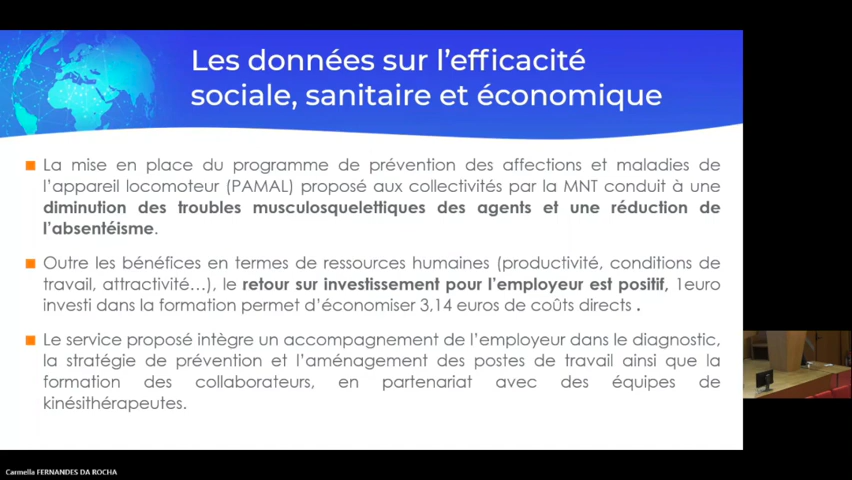 Les données sur l'efficacité
sociale, sanitaire et économique
La mise en place du programme de prévention des affections et maladies de
l'appareil locomoteur (PAMAL) proposé aux collectivités par la MNT conduit à une
diminution des troubles musculosquelettiques des agents et une réduction de
l'absentéisme.
Outre les bénéfices en termes de ressources humaines (productivité, conditions de
travail, attractivité...), le retour sur investissement pour l'employeur est positif, 1euro
investi dans la formation permet d'économiser 3,14 euros de coûts directs .
Le service proposé intègre un accompagnement de l'employeur dans le diagnostic,
la stratégie de prévention et l'aménagement des postes de travail ainsi que la
formation des collaborateurs, en partenariat avec des équipes de
kinésithérapeutes.
Carmella FERNANDES DA ROCHA